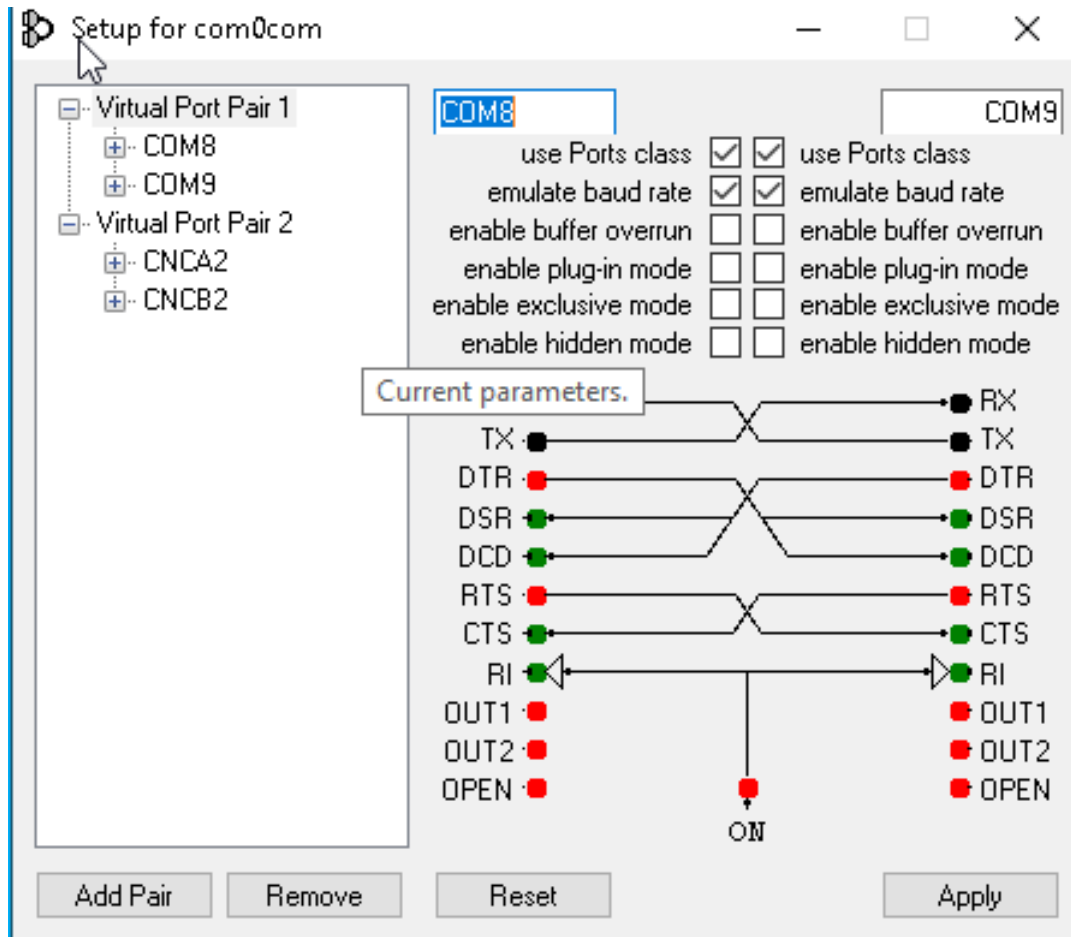 Setup for com0com
Virtual Port Pair 1
COM8
COM9
Virtual Port Pair 2
CNCA2
CNCB2
COM8 COM9
use Ports class use Ports class
emulate baud rate emulate baud rate
enable buffer overrun enable buffer overrun
enable plug-in mode enable plug-in mode
enable exclusive mode enable exclusive mode
enable hidden mode enable hidden mode
Current parameters.
RX
TX TX
DTR DTR
DSR DSR
DCD DCD
RTS RTS
CTS CTS
RI RI
OUT1 OUT1
OUT2 OUT2
OPEN OPEN
ON
Add Pair Remove Reset Apply